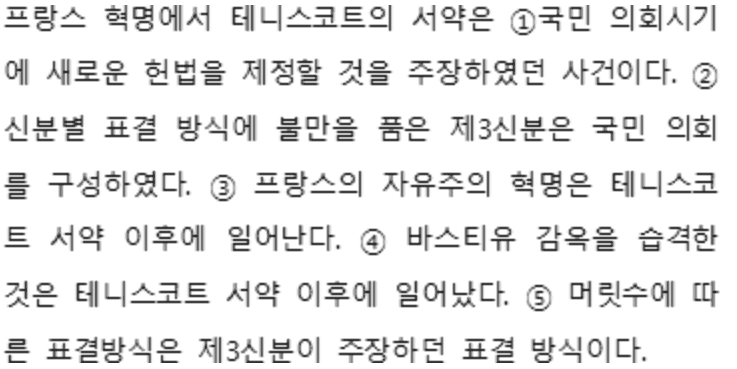 프랑스 혁명에서 테니스코트의 서약은 ①국민 의회시기
에 새로운 헌법을 제정할 것을 주장하였던 사건이다. ②
신분별 표결 방식에 불만을 품은 제3신분은 국민 의회
를 구성하였다. ③ 프랑스의 자유주의 혁명은 테니스코
트 서약 이후에 일어난다. ④ 바스티유 감옥을 습격한
것은 테니스코트 서약 이후에 일어났다. ⑤ 머릿수에 따
른 표결방식은 제3신분이 주장하던 표결 방식이다.